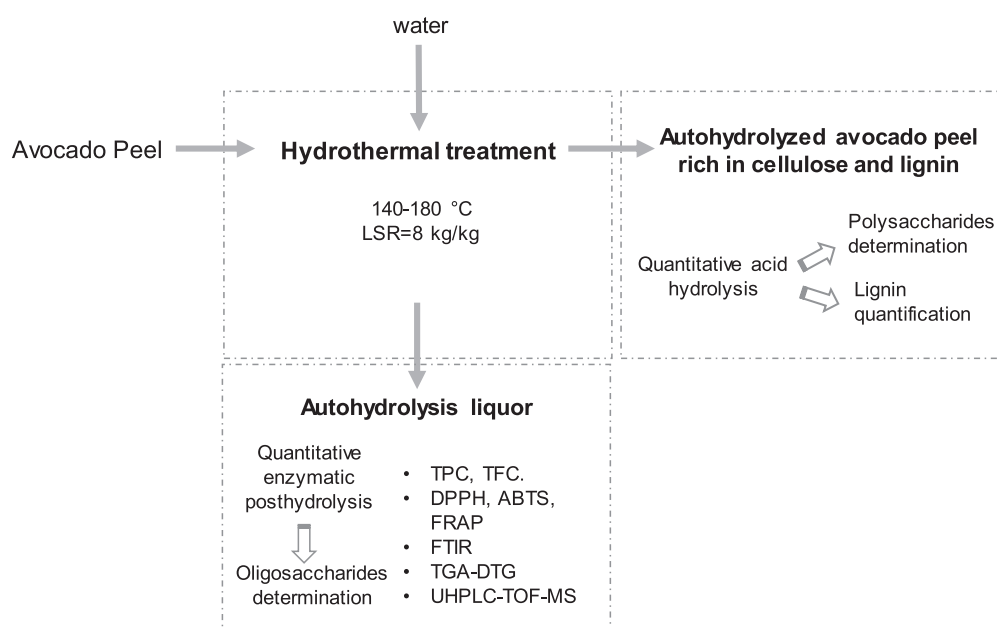 water
Avocado Peel
Hydrothermal treatment
140-180 °C
LSR=8 kg/kg
Autohydrolyzed avocado peel
rich in cellulose and lignin
Quantitative acid
hydrolysis
Polysaccharides
determination
Lignin
quantification
Autohydrolysis liquor
Quantitative
enzymatic
posthydrolysis
Oligosaccharides
determination
• TPC, TFC.
• DPPH, ABTS,
FRAP
• FTIR
• TGA-DTG
• UHPLC-TOF-MS